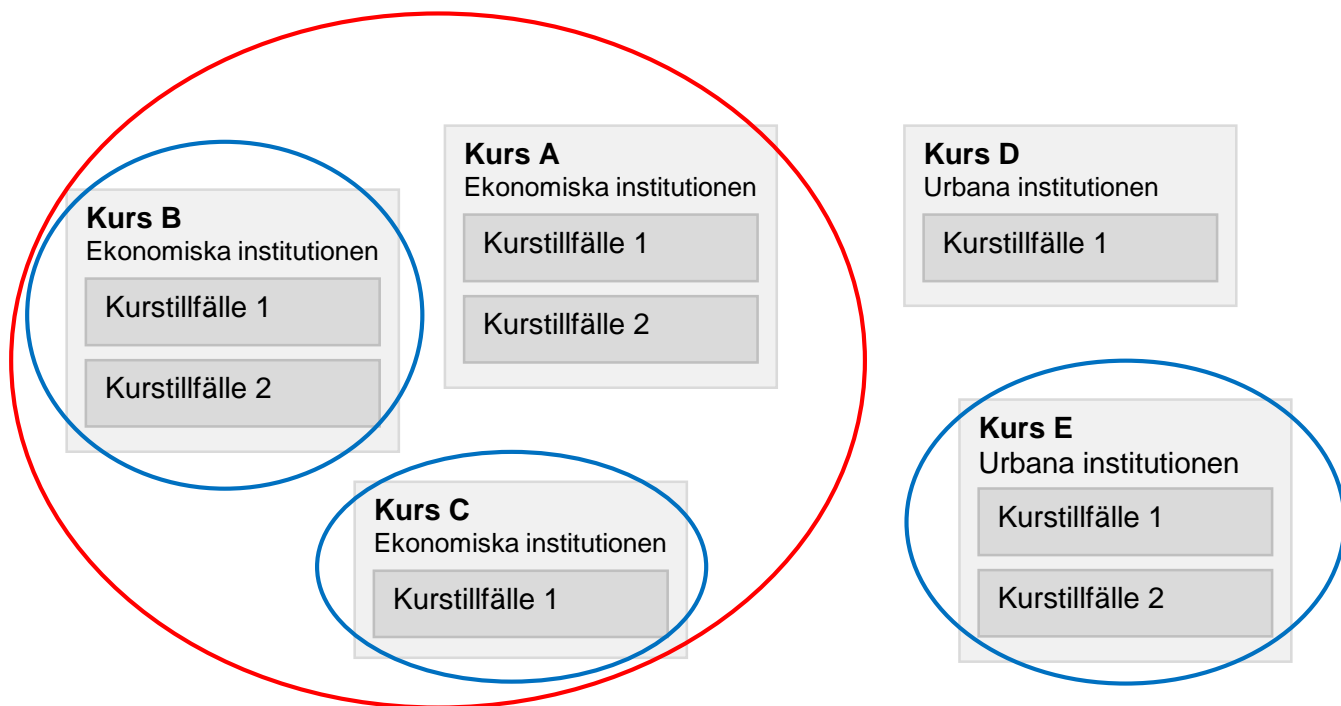 Kurs B
Ekonomiska institutionen
Kurstillfälle 1
Kurstillfälle 2
Kurs A
Ekonomiska institutionen
Kurstillfälle 1
Kurstillfälle 2
Kurs C
Ekonomiska institutionen
Kurstillfälle 1
Kurs D
Urbana institutionen
Kurstillfälle 1
Kurs E
Urbana institutionen
Kurstillfälle 1
Kurstillfälle 2